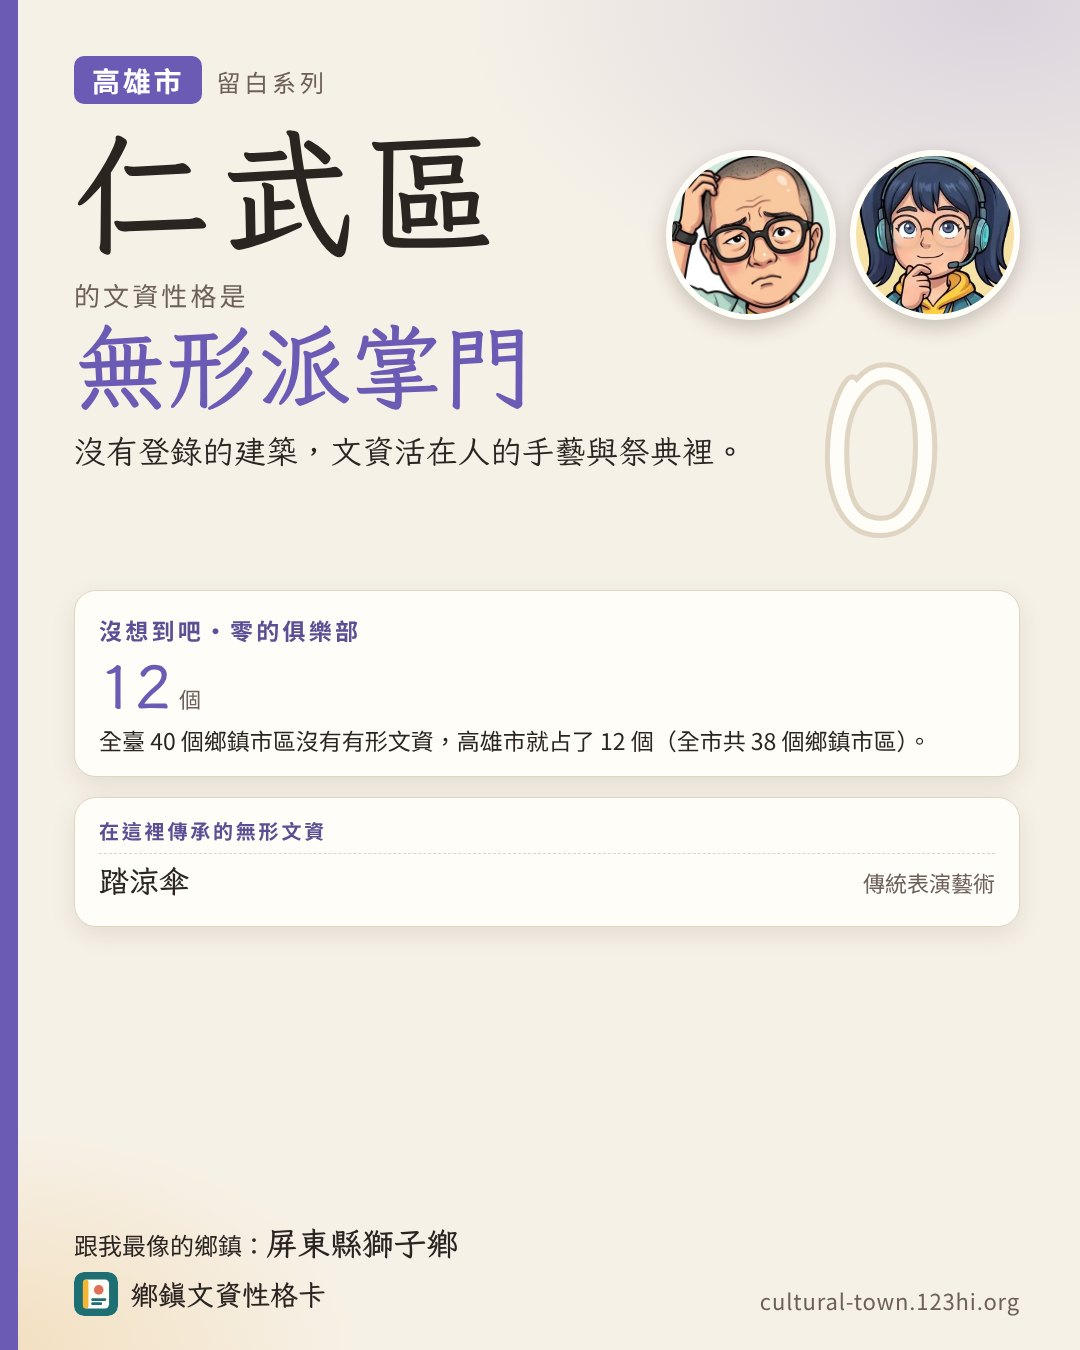 高雄市 留白系列
仁武區
的文資性格是
無形派掌門
沒有登錄的建築，文資活在人的手藝與祭典裡。
0
沒想到吧・零的俱樂部
12 個
全臺 40 個鄉鎮市區沒有有形文資，高雄市就占了 12 個（全市共 38 個鄉鎮市區）。
在這裡傳承的無形文資
踏涼傘 傳統表演藝術
跟我最像的鄉鎮：屏東縣獅子鄉
鄉鎮文資性格卡
cultural-town.123hi.org